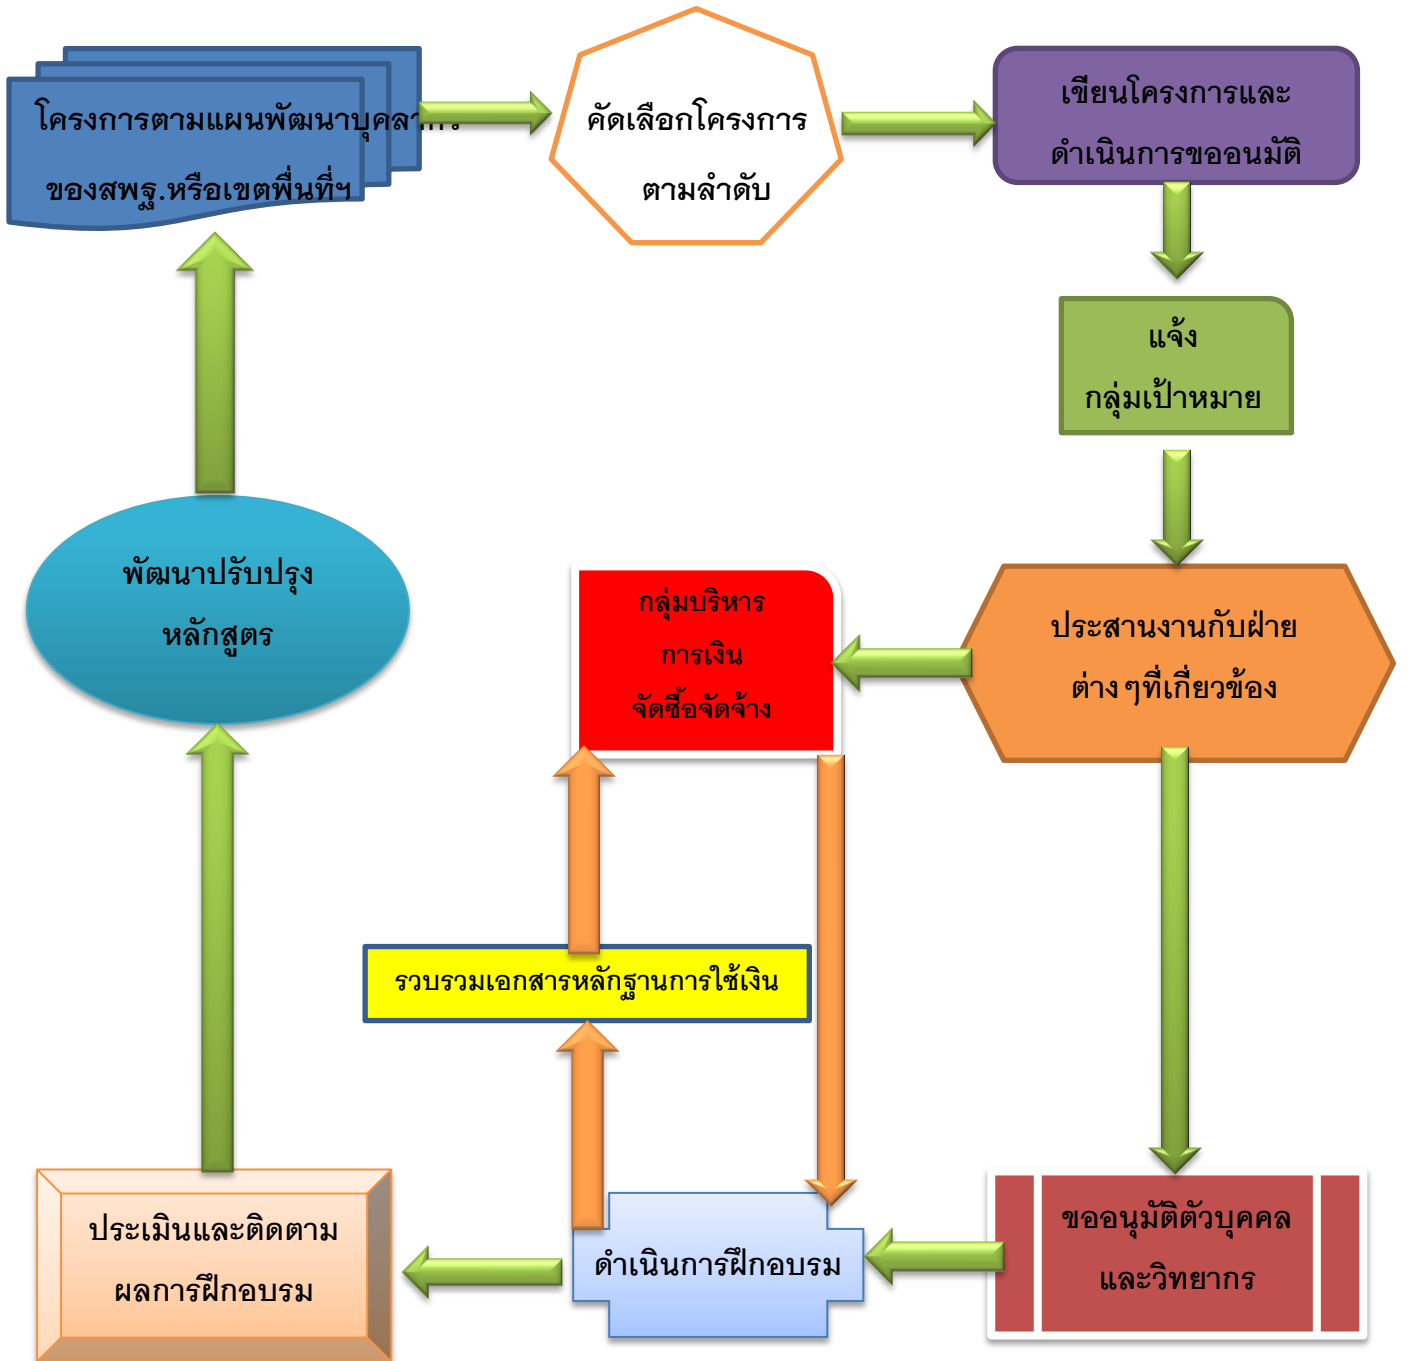 โครงการตามแผนพัฒนาบุคลากร
ของสพฐ.หรือเขตพื่นที่ฯ
คัดเลือกโครงการ
ตามลำดับ
เขียนโครงการและ
ดำเนินการขออนมัติ
แจ้ง
กลุ่มเป้าหมาย
พัฒนาปรับปรุง
หลักสูตร
กลุ่มบริหาร
การเงิน
จัดซื้อจัดจ้าง
ประสานงานกับฝ่าย
ต่างๆที่เกี่ยวข้อง
รวบรวมเอกสารหลักฐานการใช้เงิน
ประเมินและติดตาม
ผลการฝึกอบรม
ดำเนินการฝึกอบรม
ขออนุมัติตัวบุคคล
และวิทยากร